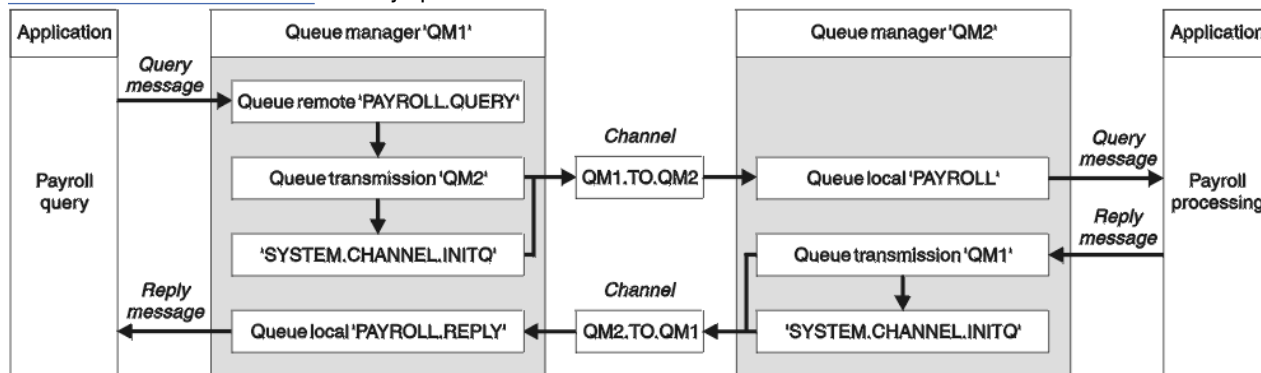 Application
Queue manager 'QM1'
Queue manager 'QM2'
Application
Query
message
Queue remote 'PAYROLL.QUERY'
Channel
Query
message
Payroll
query
Queue transmission 'QM2'
QM1.TO.QM2
Queue local 'PAYROLL'
Payroll
processing
'SYSTEM.CHANNEL.INITQ'
Reply
message
Queue transmission 'QM1'
Reply
message
Channel
Queue local 'PAYROLL.REPLY'
QM2.TO.QM1
'SYSTEM.CHANNEL.INITQ'